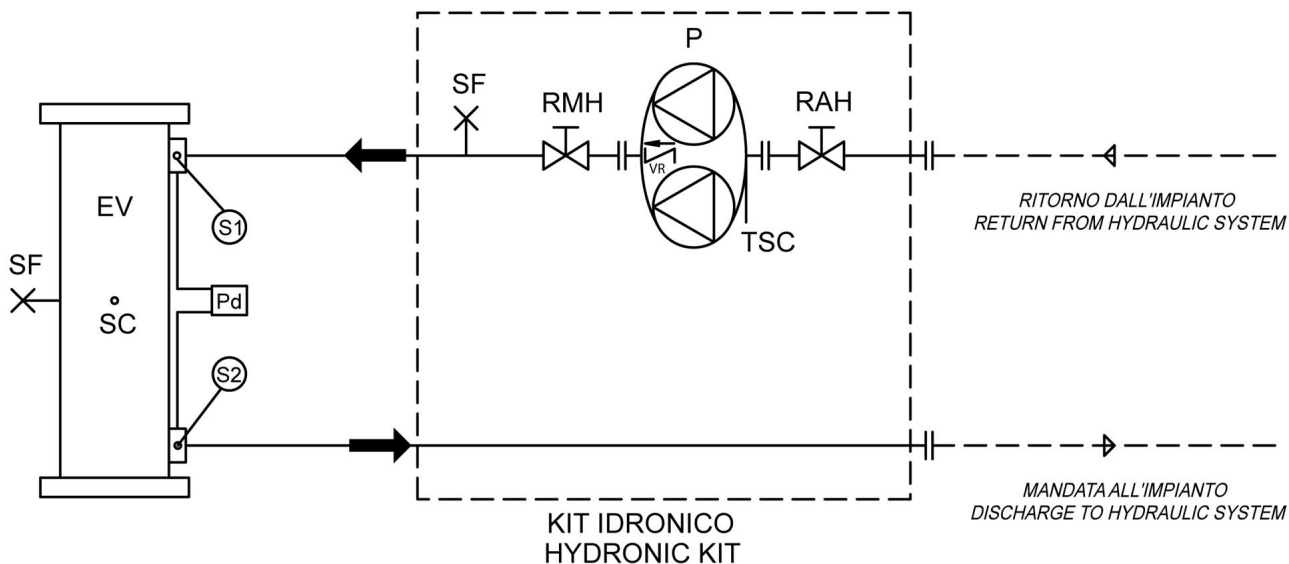 P
SF
RMH
RAH
VR
TSC
EV
S1
SF
Pd
SC
S2
RITORNO DALL'IMPIANTO
RETURN FROM HYDRAULIC SYSTEM
MANDATA ALL'IMPIANTO
DISCHARGE TO HYDRAULIC SYSTEM
KIT IDRONICO
HYDRONIC KIT